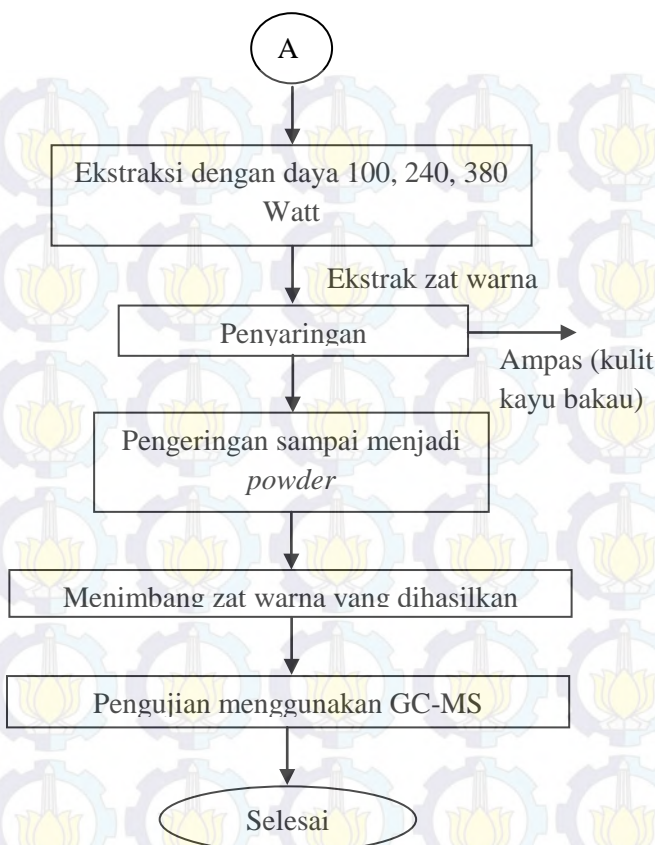 A
Ekstraksi dengan daya 100, 240, 380
Watt
Ekstrak zat warna
Penyaringan
Ampas (kulit
kayu bakau)
Pengeringan sampai menjadi
powder
Menimbang zat warna yang dihasilkan
Pengujian menggunakan GC-MS
Selesai